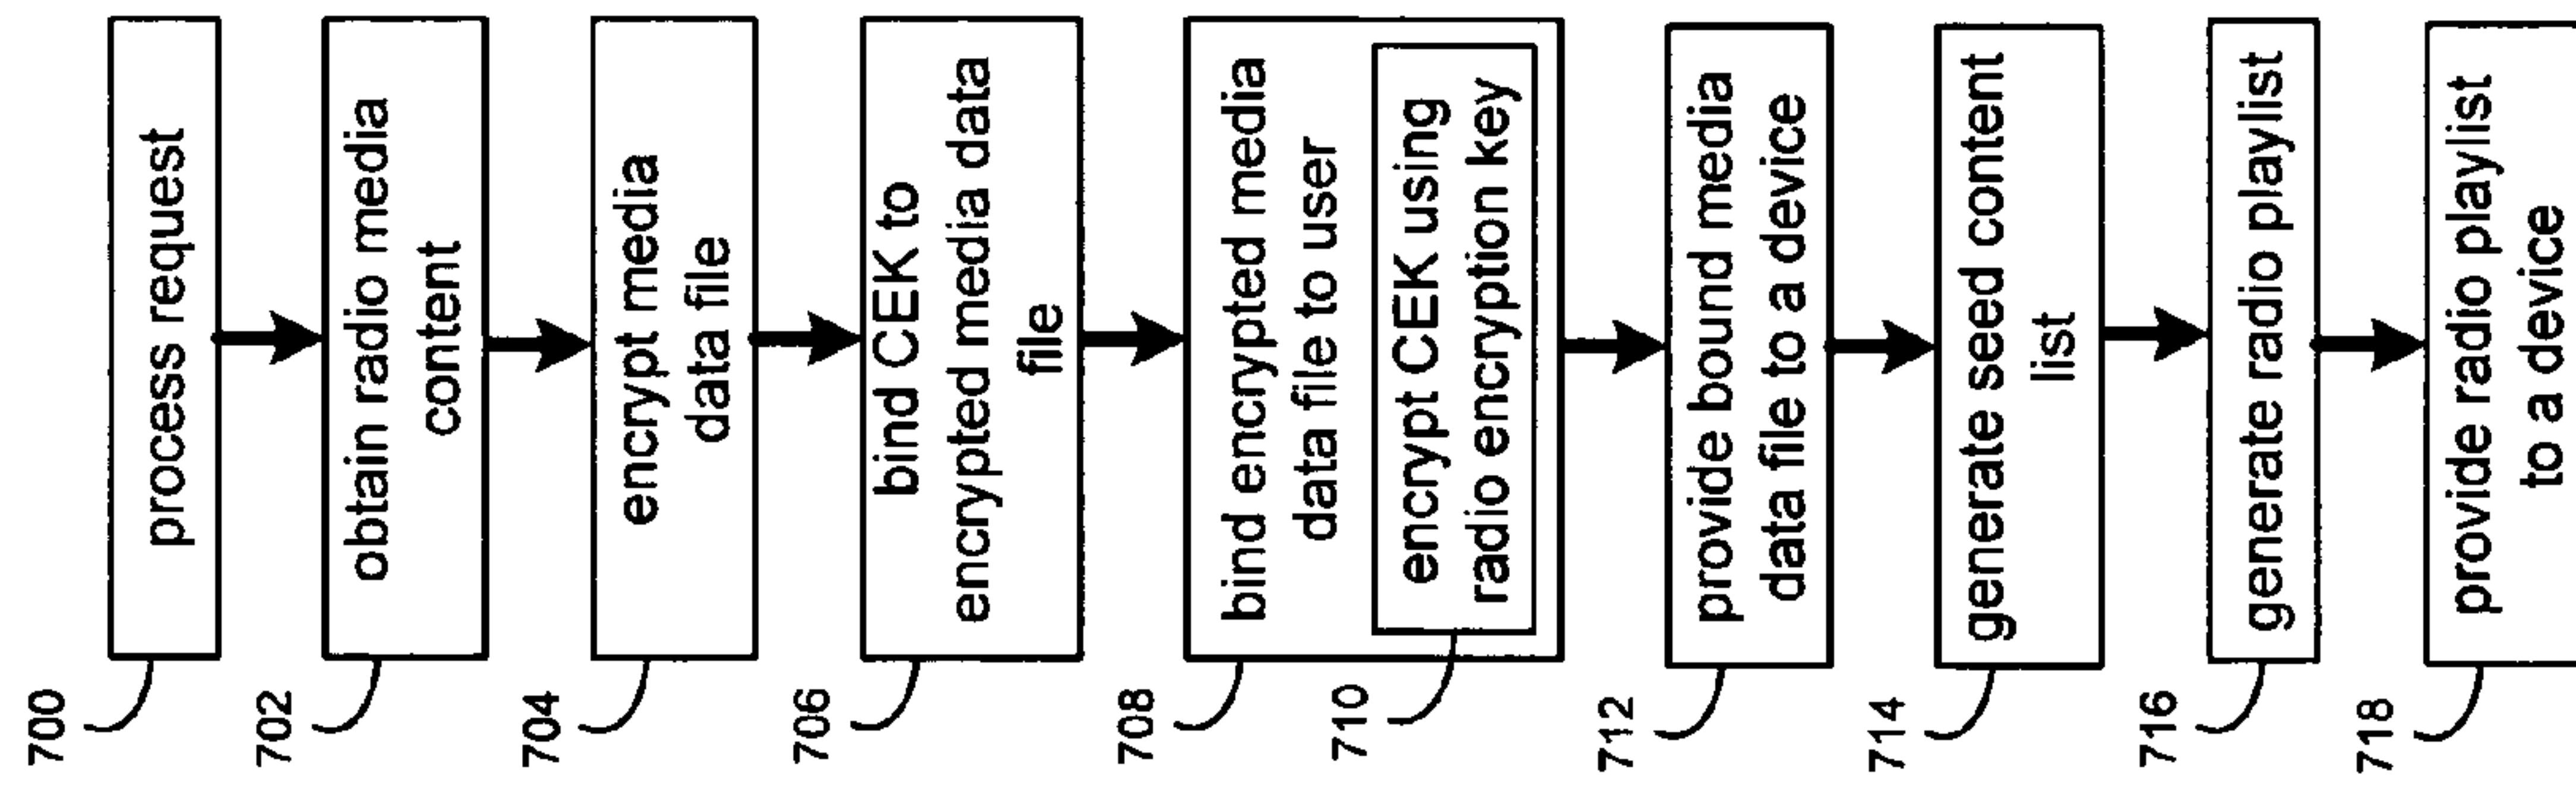 700
process request
702
obtain radio media
content
704
encrypt media
data file
706
bind CEK to
encrypted media data
file
708
bind encrypted media
data file to user
710
encrypt CEK using
radio encryption key
712
provide bound media
data file to a device
714
generate seed content
list
716
generate radio playlist
718
provide radio playlist
to a device